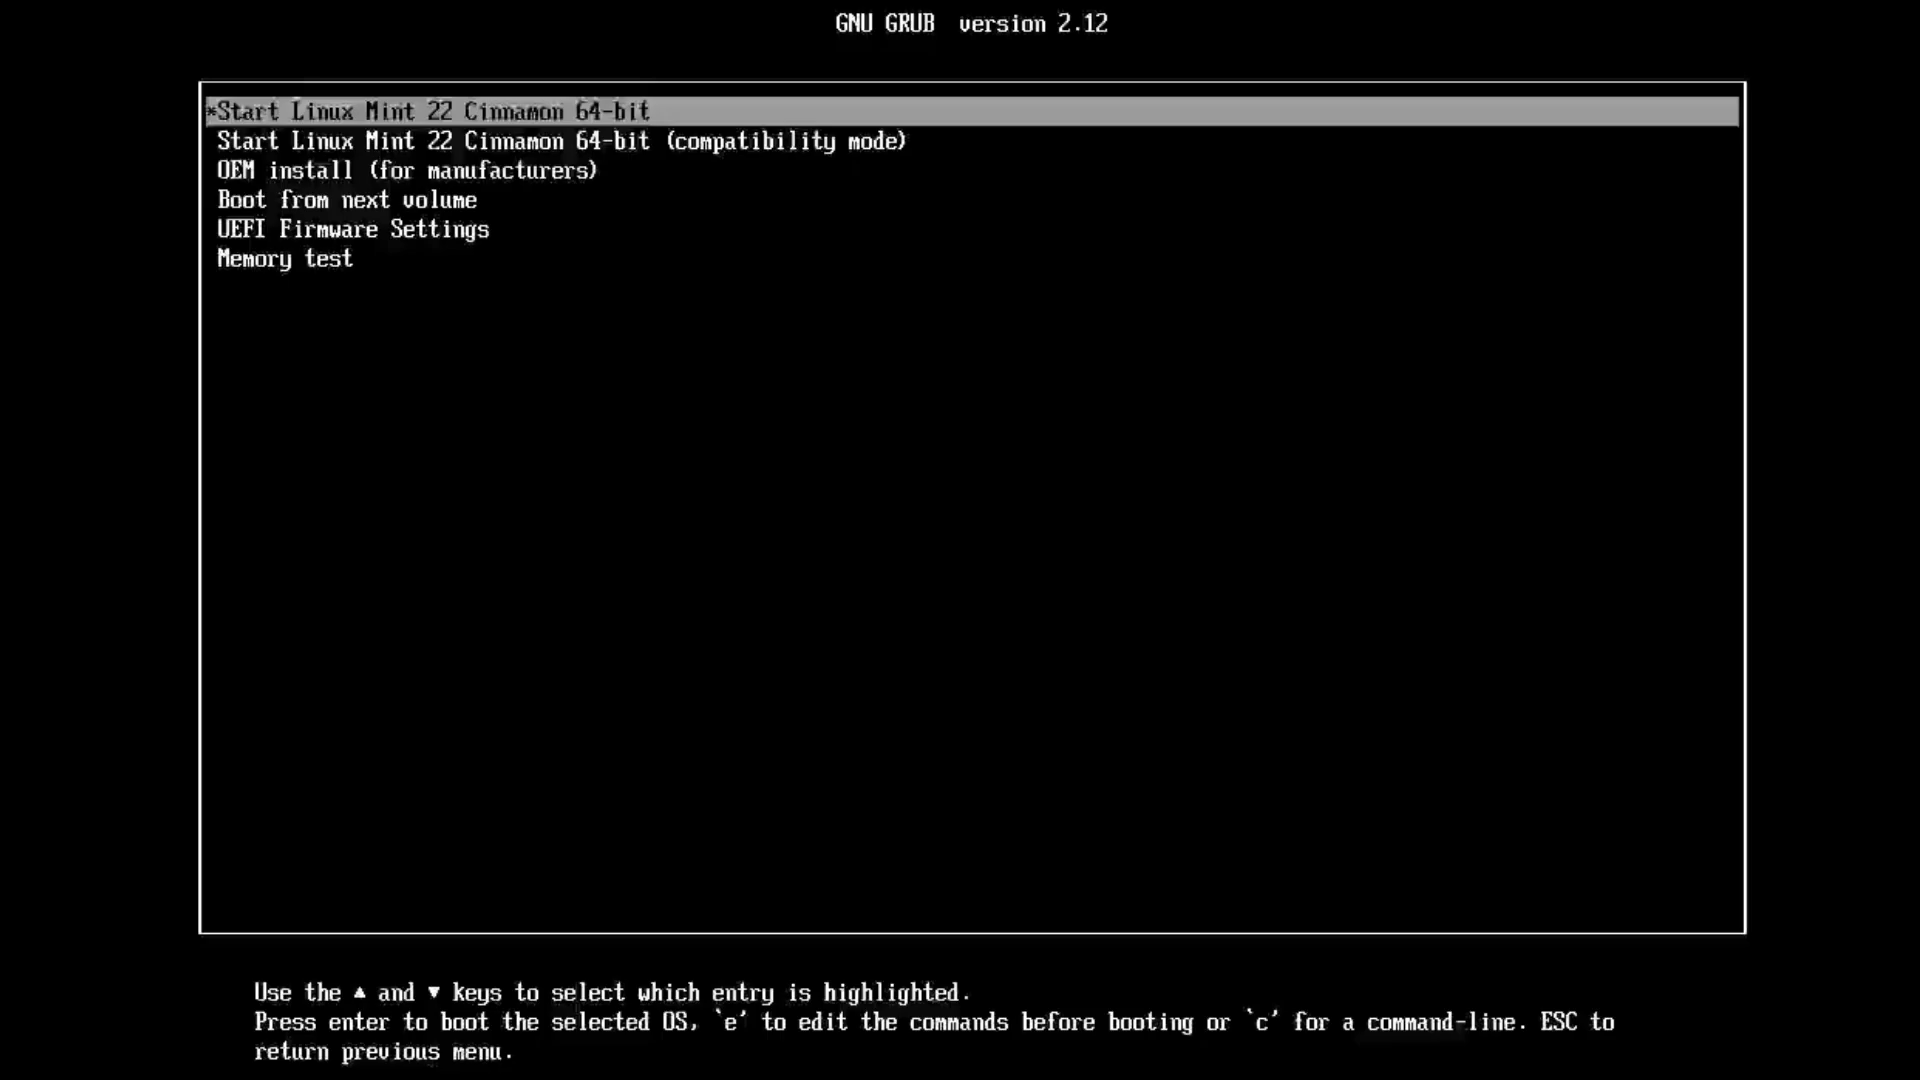 GNU GRUB  version 2.12
*Start Linux Mint 22 Cinnamon 64-bit
Start Linux Mint 22 Cinnamon 64-bit (compatibility mode)
OEM install (for manufacturers)
Boot from next volume
UEFI Firmware Settings
Memory test
Use the ▲ and ▼ keys to select which entry is highlighted.
Press enter to boot the selected OS, `e' to edit the commands before booting or `c' for a command-line. ESC to
return previous menu.